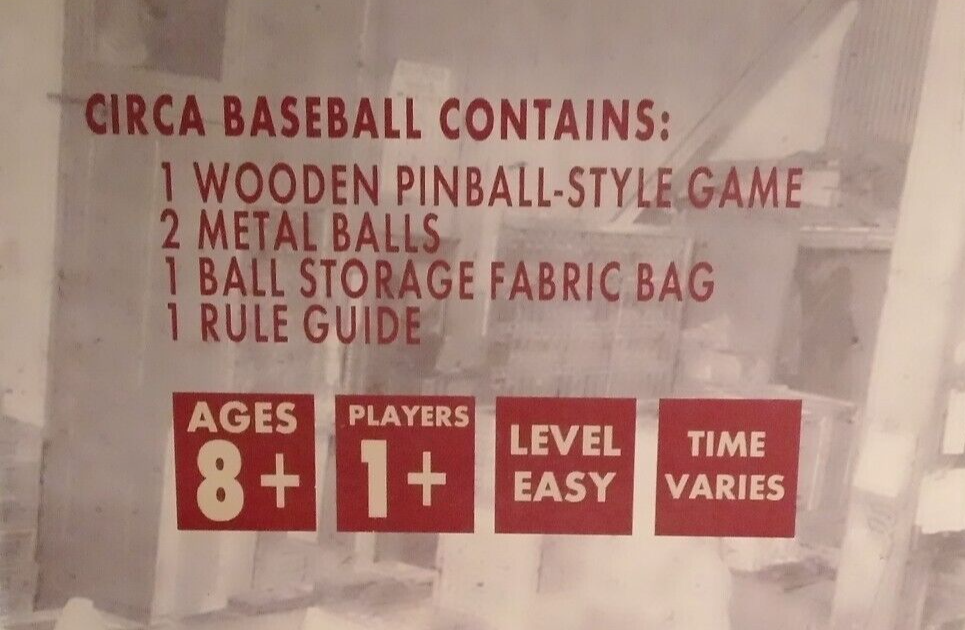 CIRCA BASEBALL CONTAINS:
1 WOODEN PINBALL-STYLE GAME
2 METAL BALLS
1 BALL STORAGE FABRIC BAG
1 RULE GUIDE
AGES
8+
PLAYERS
1+
LEVEL
EASY
TIME
VARIES